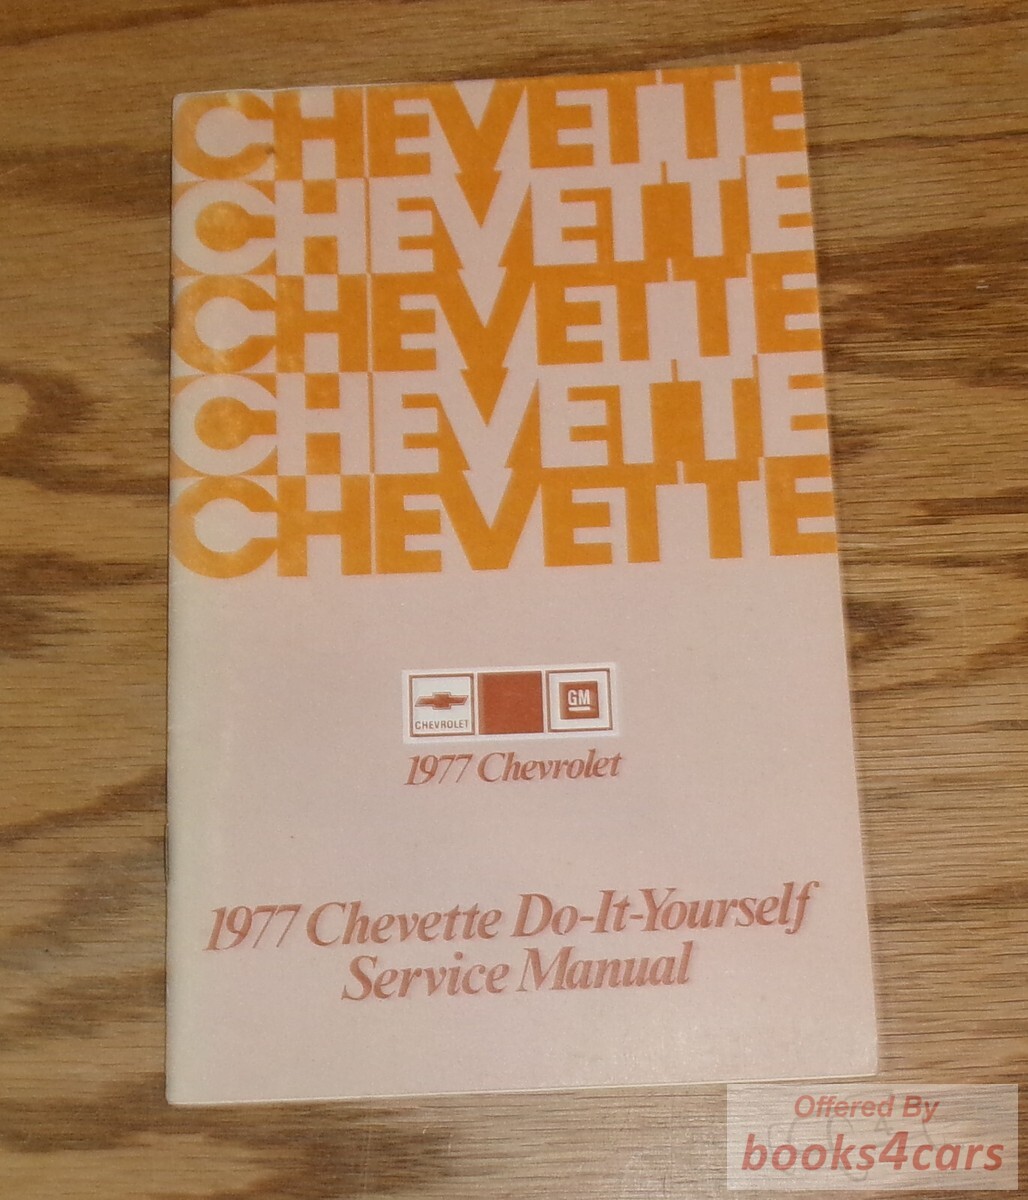 CHEVETTE
CHEVETTE
CHEVETTE
CHEVETTE
CHEVETTE
CHEVROLET
GM
1977 Chevrolet
1977 Chevette Do-It-Yourself
Service Manual
Offered By
books4cars